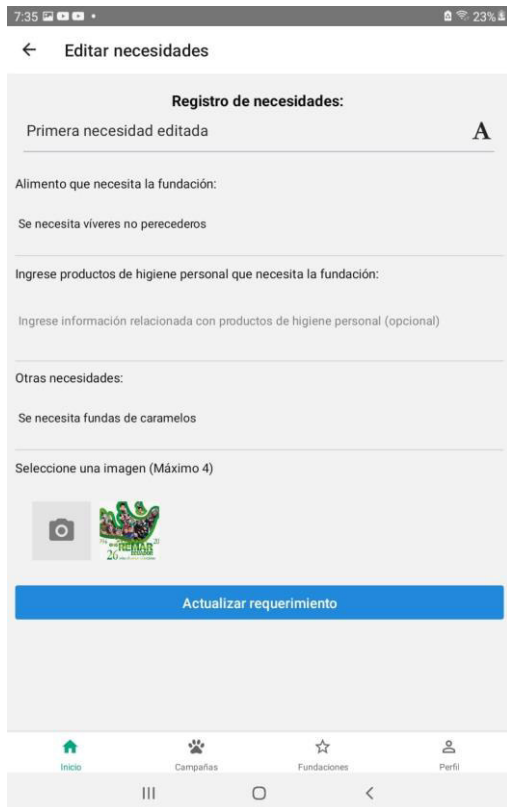 7:35
23%
Editar necesidades
Registro de necesidades:
Primera necesidad editada
A
Alimento que necesita la fundación:
Se necesita víveres no perecederos
Ingrese productos de higiene personal que necesita la fundación:
Ingrese información relacionada con productos de higiene personal (opcional)
Otras necesidades:
Se necesita fundas de caramelos
Seleccione una imagen (Máximo 4)
REMAR
26
Actualizar requerimiento
Inicio
Campañas
Fundaciones
Perfil